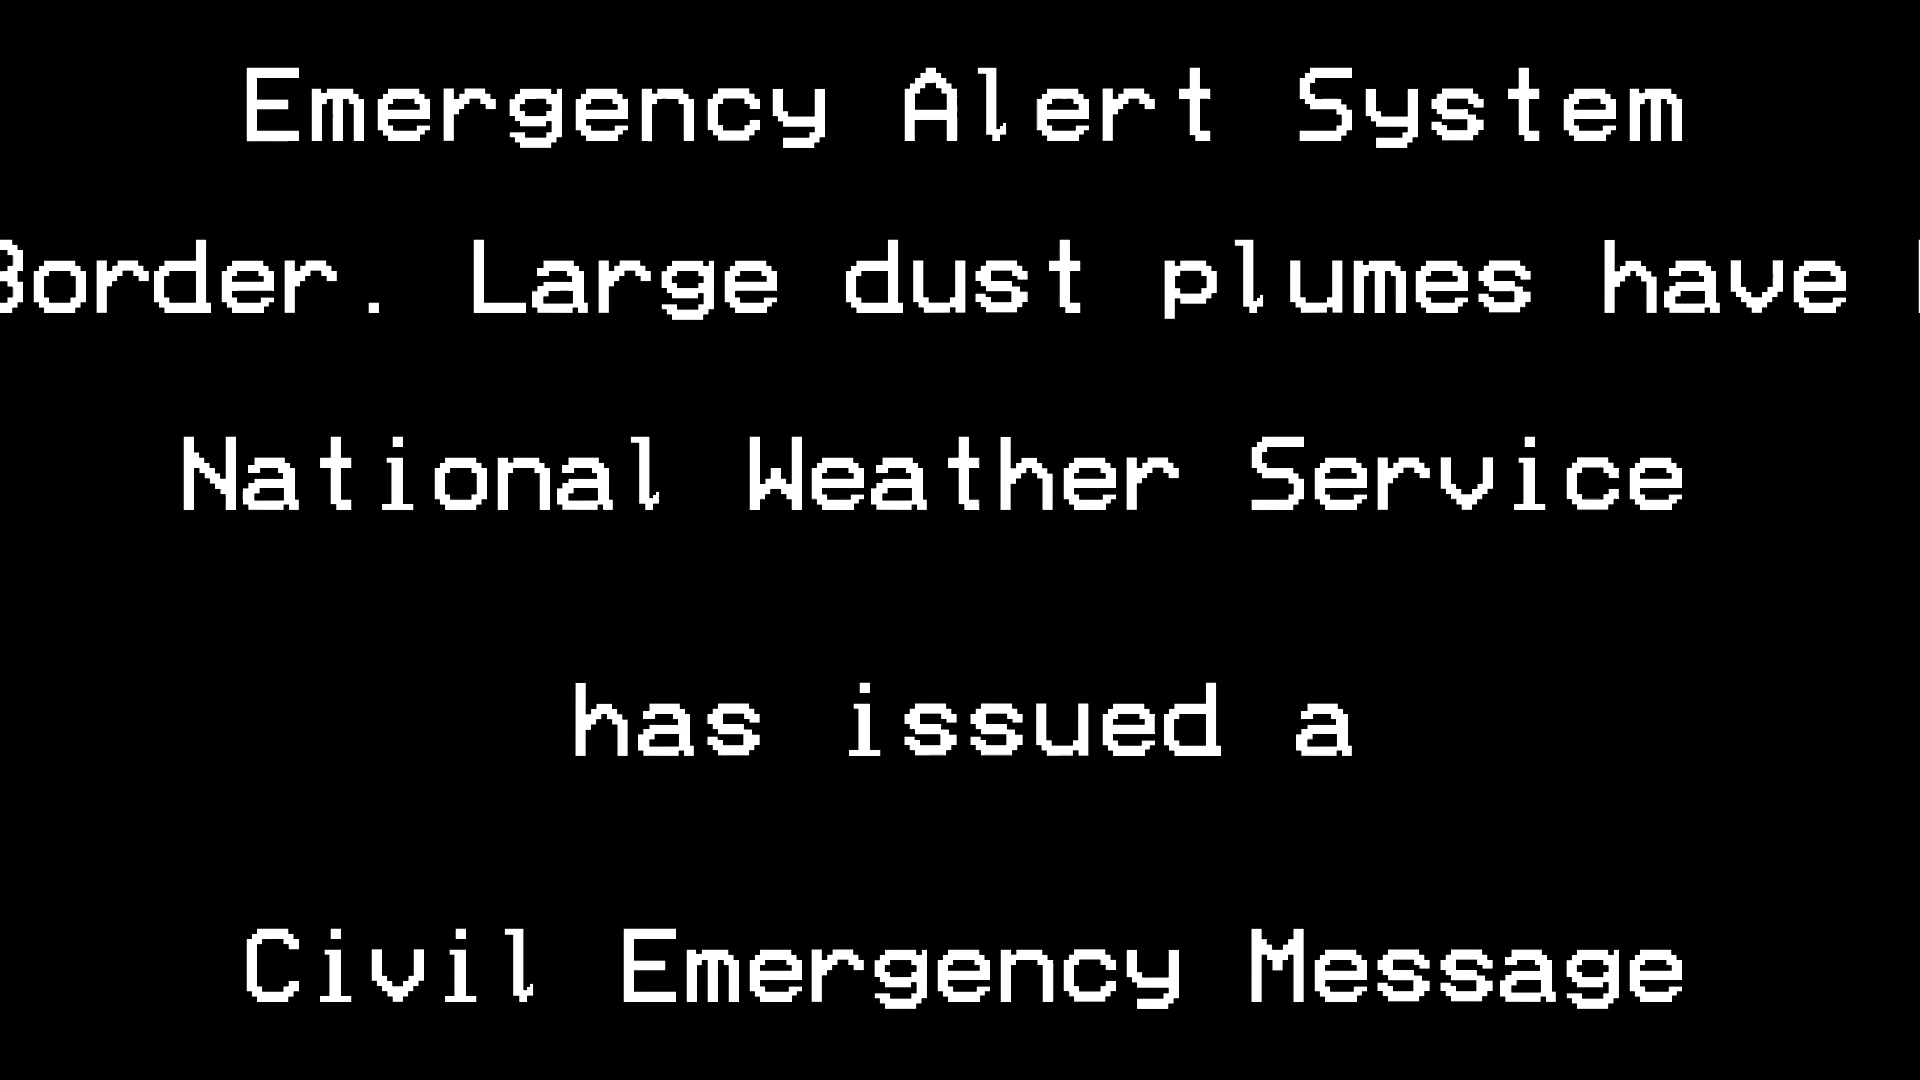 Emergency Alert System
Border. Large dust plumes have
National Weather Service
has issued a
Civil Emergency Message